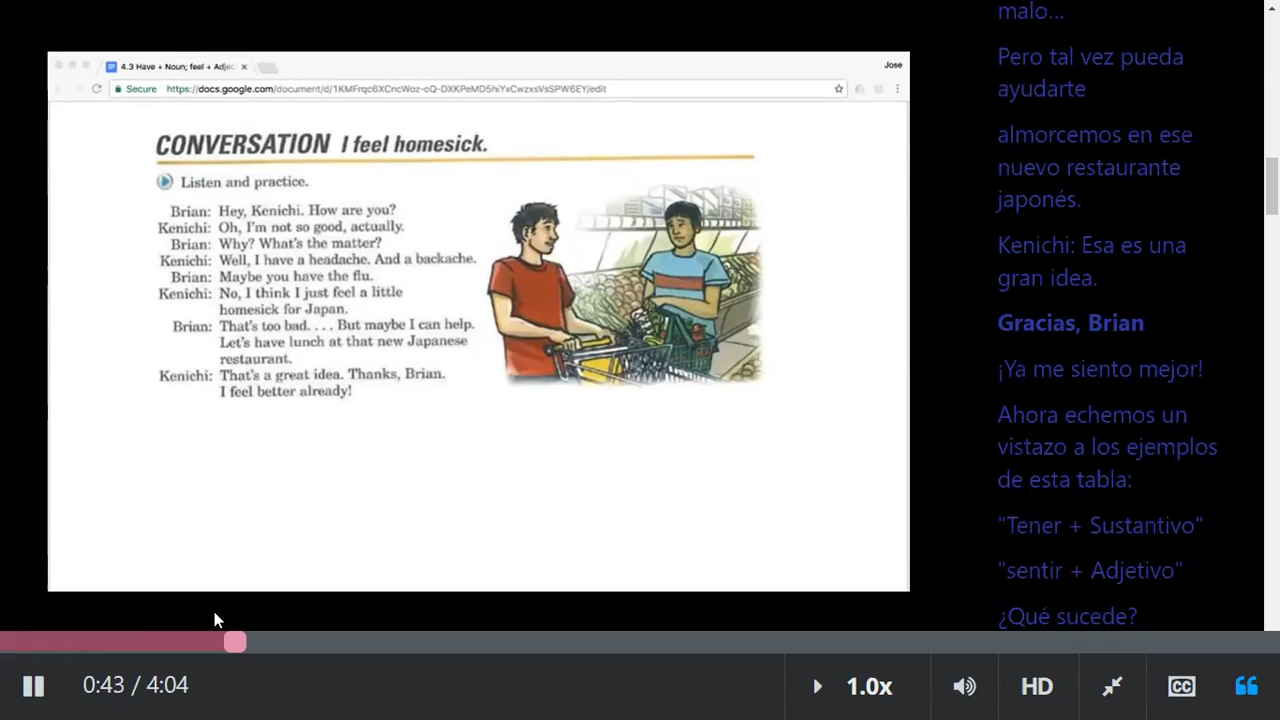 4.3 Have + Noun; feel + Adjec
Jose
Secure
https://docs.google.com/document/d/1KMFrqc6XCncWoz-oQ-DXKPeMD5hiYxCwzxsVsSPW6EY/edit
CONVERSATION I feel homesick.
Listen and practice.
Brian: Hey, Kenichi. How are you?
Kenichi: Oh, I'm not so good, actually.
Brian: Why? What's the matter?
Kenichi: Well, I have a headache. And a backache.
Brian: Maybe you have the flu.
Kenichi: No, I think I just feel a little
homesick for Japan.
Brian: That's too bad. . . . But maybe I can help.
Let's have lunch at that new Japanese
restaurant.
Kenichi: That's a great idea. Thanks, Brian.
I feel better already!
malo...
Pero tal vez pueda
ayudarte
almorcemos en ese
nuevo restaurante
japonés.
Kenichi: Esa es una
gran idea.
Gracias, Brian
¡Ya me siento mejor!
Ahora echemos un
vistazo a los ejemplos
de esta tabla:
"Tener + Sustantivo"
"sentir + Adjetivo"
¿Qué sucede?
0:43 / 4:04
1.0x
HD
CC